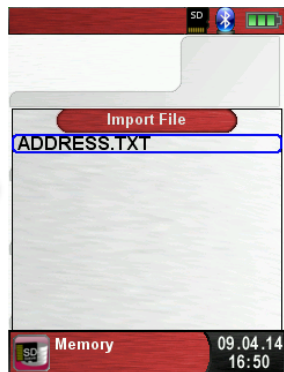 SD
Import File
ADDRESS.TXT
SD
Memory
09.04.14
16:50